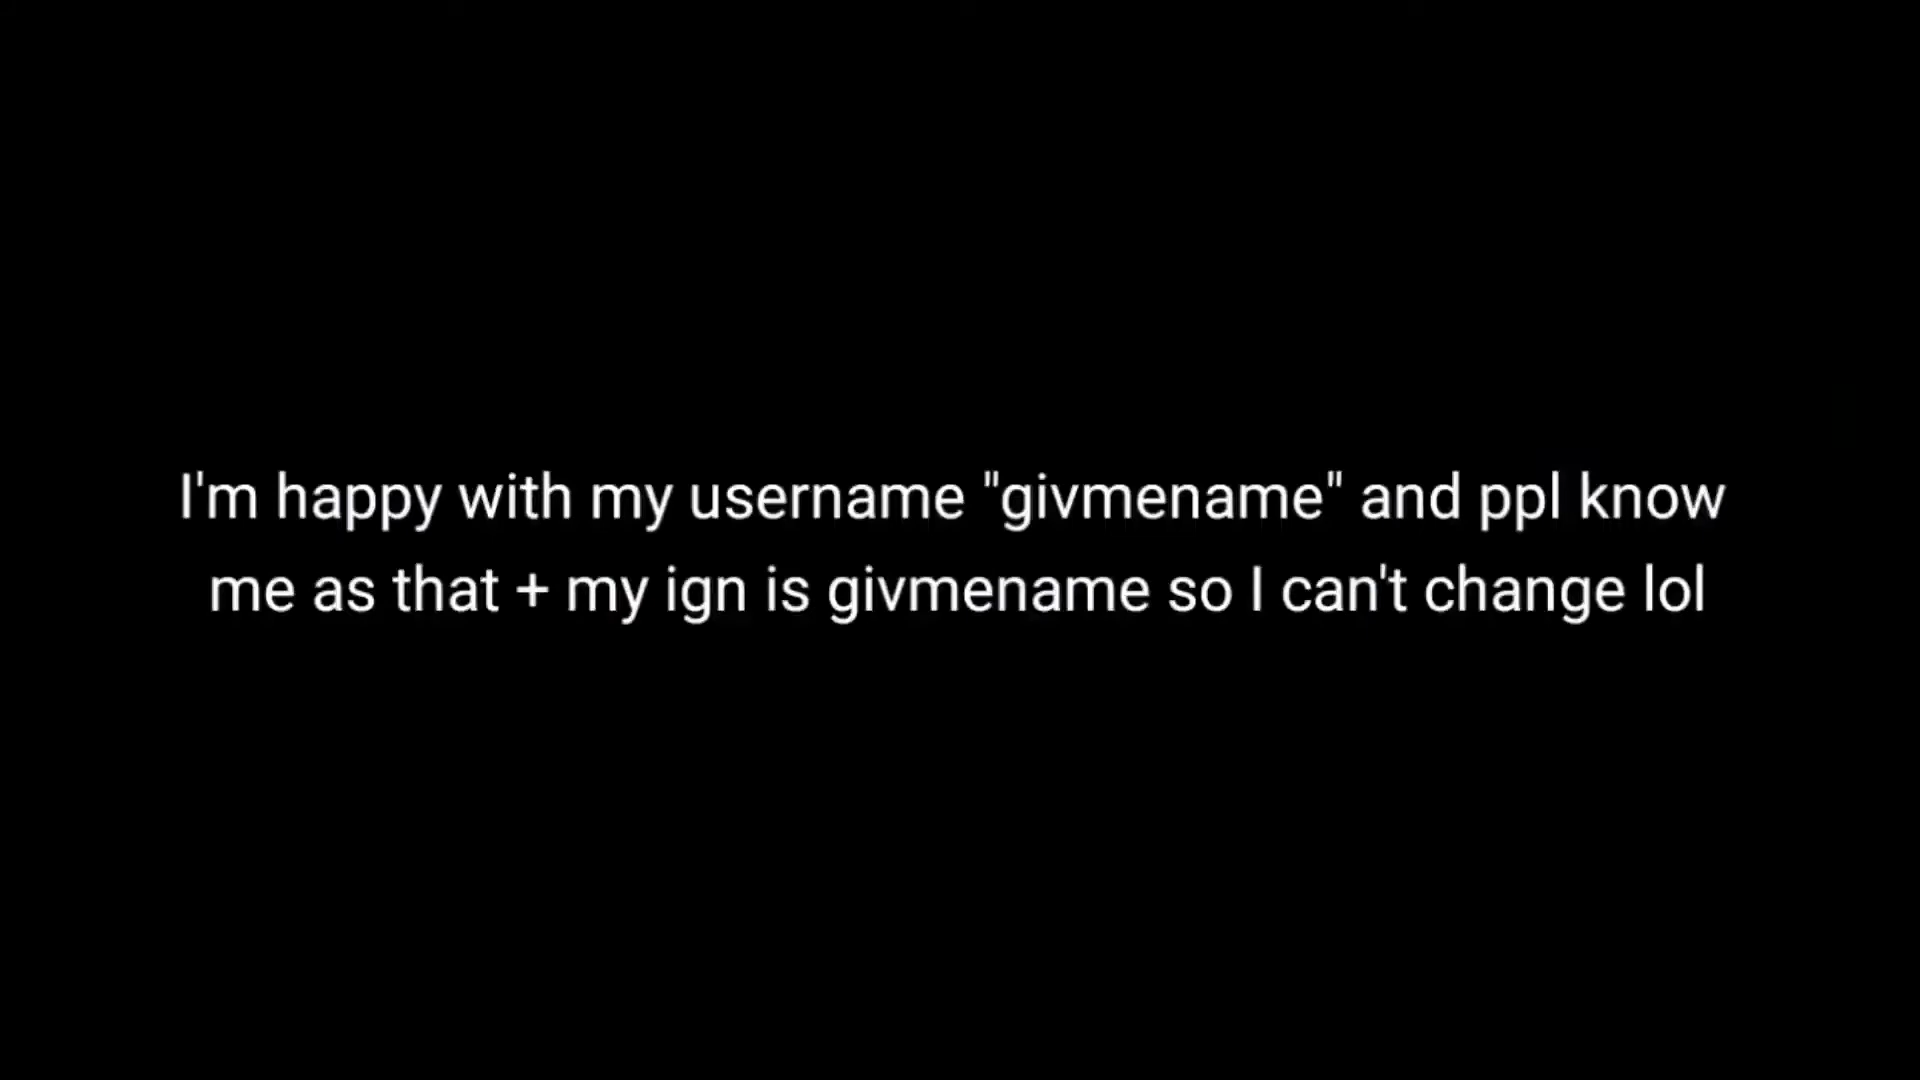 I'm happy with my username "givmename" and ppl know
me as that + my ign is givmename so I can't change lol